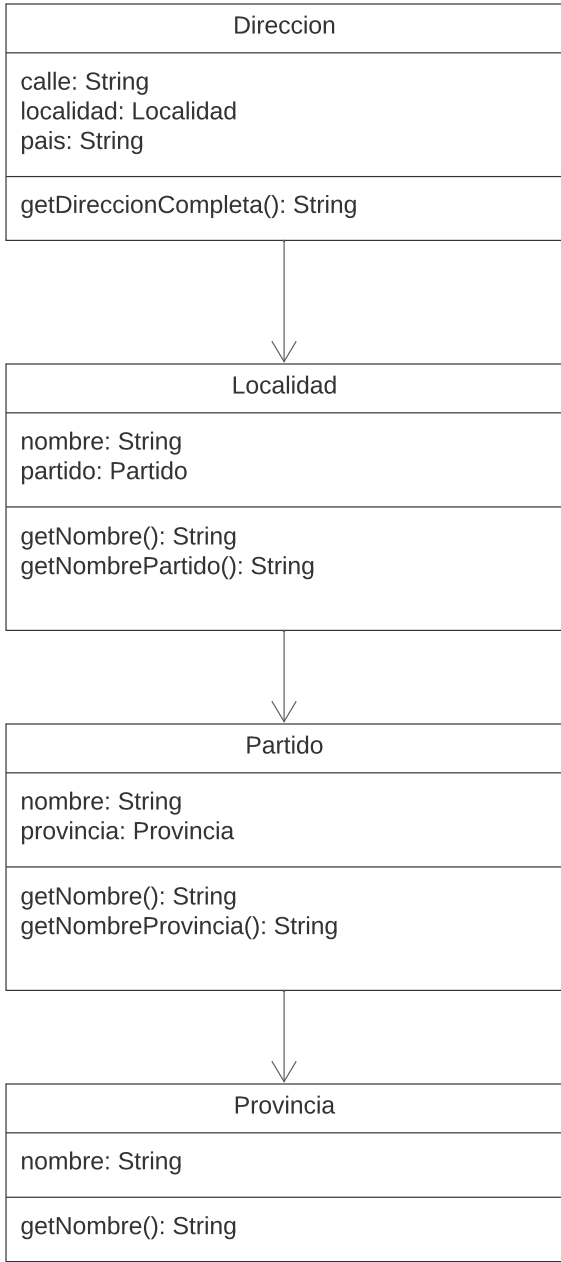 Direccion
calle: String
localidad: Localidad
pais: String
getDireccionCompleta(): String
Localidad
nombre: String
partido: Partido
getNombre(): String
getNombrePartido(): String
Partido
nombre: String
provincia: Provincia
getNombre(): String
getNombreProvincia(): String
Provincia
nombre: String
getNombre(): String